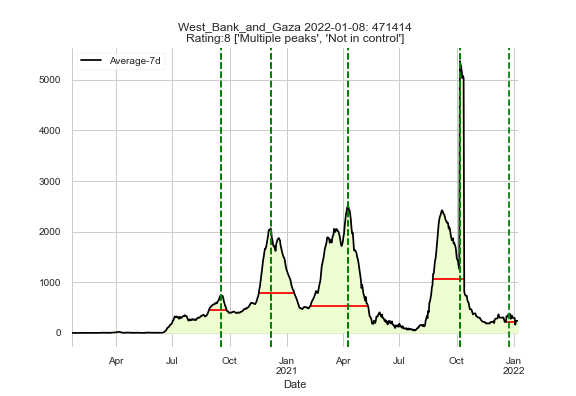 West_Bank_and_Gaza 2022-01-08: 471414
Rating:8 ['Multiple peaks', 'Not in control']
Average-7d
5000
4000
3000
2000
1000
0
Apr Jul Oct Jan Apr Jul Oct Jan
2021 2022
Date